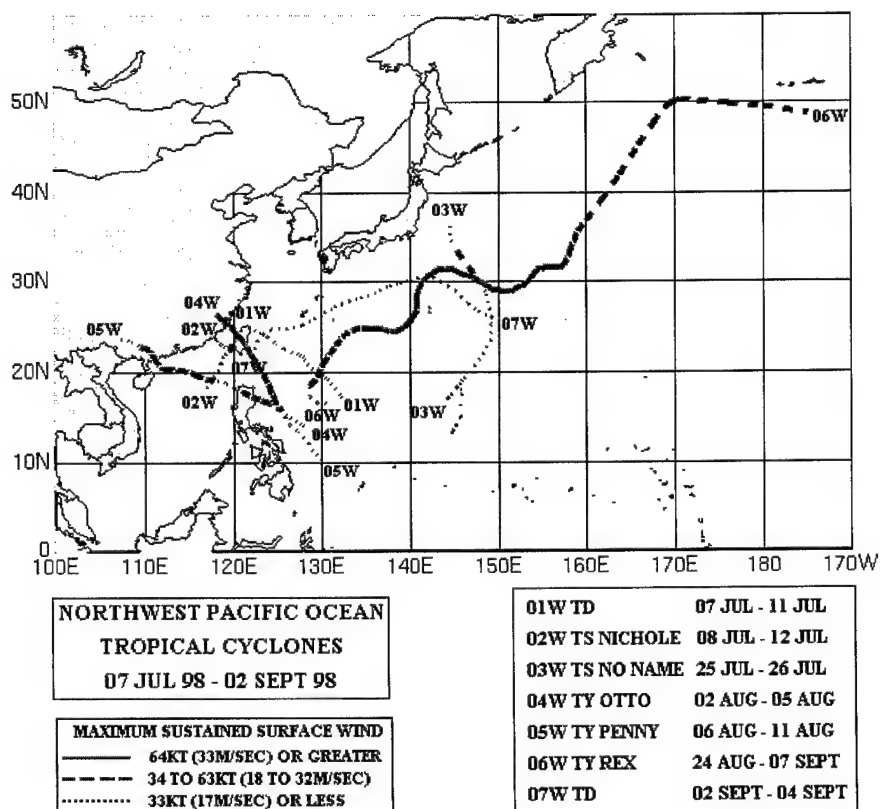 50N
06W
40N
03W
30N
04W
01W
05W
02W
07W
20N
07W
02W
06W
01W
03W
04W
10N
05W
0
100E 110E 120E 130E 140E 150E 160E 170E 180 170W
NORTHWEST PACIFIC OCEAN
TROPICAL CYCLONES
07 JUL 98 - 02 SEPT 98
MAXIMUM SUSTAINED SURFACE WIND
64KT (33M/SEC) OR GREATER
34 TO 63KT (18 TO 32M/SEC)
33KT (17M/SEC) OR LESS
01W TD 07 JUL - 11 JUL
02W TS NICHOLE 08 JUL - 12 JUL
03W TS NO NAME 25 JUL - 26 JUL
04W TY OTTO 02 AUG - 05 AUG
05W TY PENNY 06 AUG - 11 AUG
06W TY REX 24 AUG - 07 SEPT
07W TD 02 SEPT - 04 SEPT